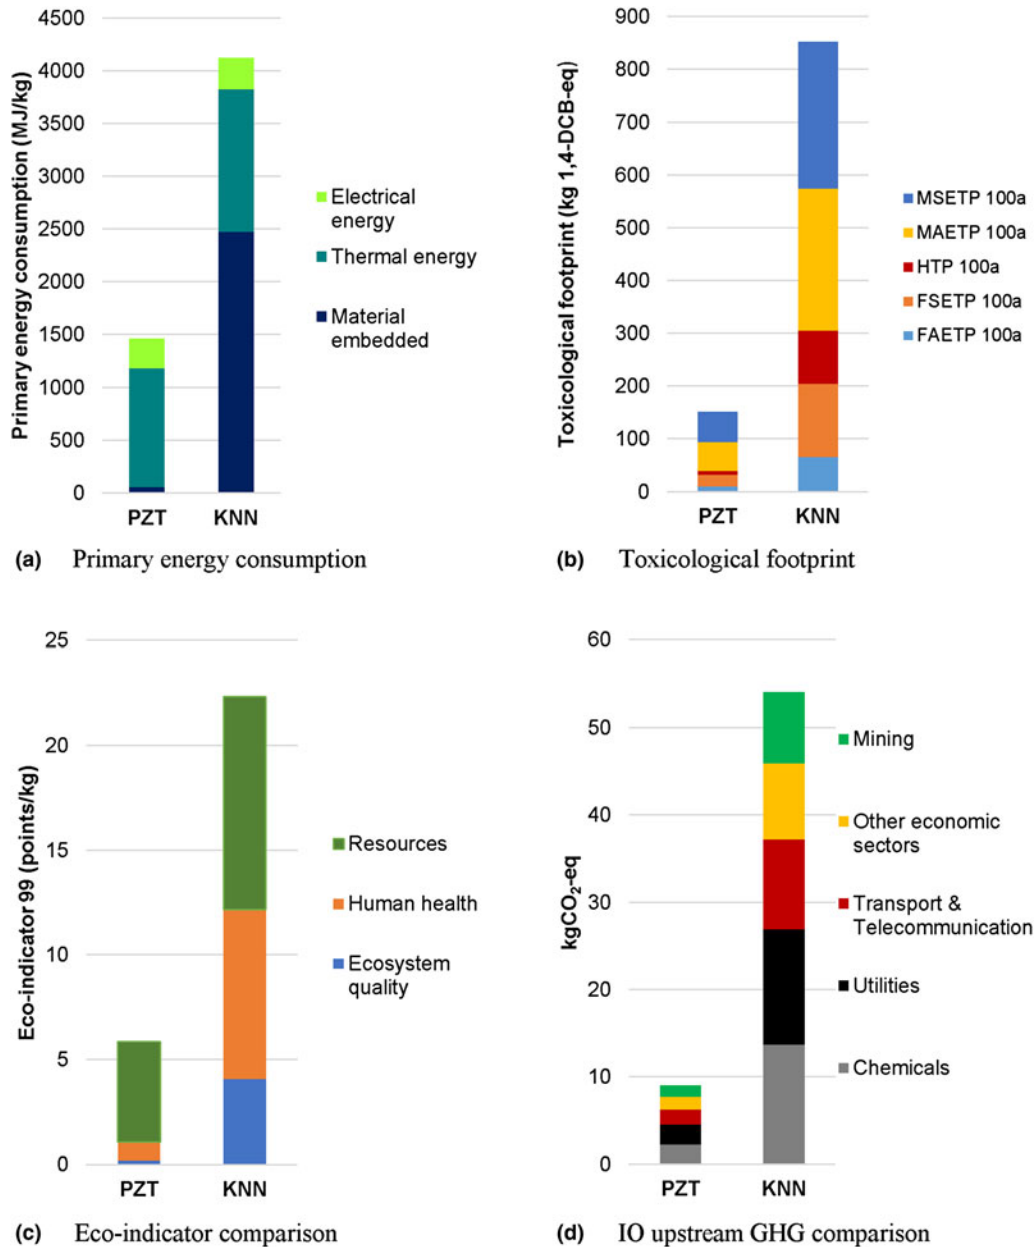 Primary energy consumption (MJ/kg)
4500
4000
3500
3000
2500
2000
1500
1000
500
0
PZT
KNN
Electrical
energy
Thermal energy
Material
embedded
(a) Primary energy consumption
Toxicological footprint (kg 1,4-DCB-eq)
900
800
700
600
500
400
300
200
100
0
PZT
KNN
MSETP 100a
MAETP 100a
HTP 100a
FSETP 100a
FAETP 100a
(b) Toxicological footprint
Eco-indicator 99 (points/kg)
25
20
15
10
5
0
PZT
KNN
Resources
Human health
Ecosystem
quality
(c) Eco-indicator comparison
kgCO₂-eq
60
50
40
30
20
10
0
PZT
KNN
Mining
Other economic
sectors
Transport &
Telecommunication
Utilities
Chemicals
(d) IO upstream GHG comparison